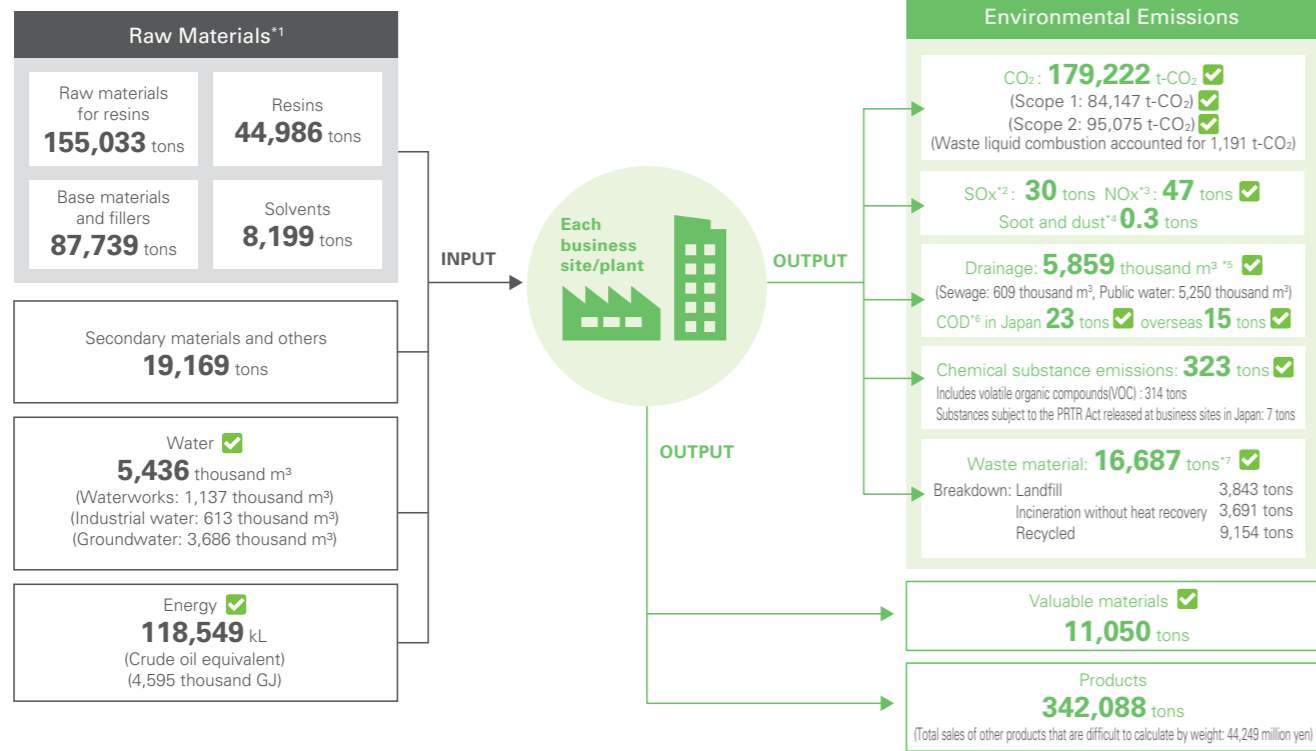 Raw Materials*1
Raw materials
for resins
155,033 tons
Resins
44,986 tons
Base materials
and fillers
87,739 tons
Solvents
8,199 tons
Secondary materials and others
19,169 tons
Water
5,436 thousand m³
(Waterworks: 1,137 thousand m³)
(Industrial water: 613 thousand m³)
(Groundwater: 3,686 thousand m³)
Energy
118,549 kL
(Crude oil equivalent)
(4,595 thousand GJ)
INPUT
Each
business
site/plant
OUTPUT
OUTPUT
Environmental Emissions
CO₂: 179,222 t-CO₂
(Scope 1: 84,147 t-CO₂)
(Scope 2: 95,075 t-CO₂)
(Waste liquid combustion accounted for 1,191 t-CO₂)
SOx*2: 30 tons NOx*3: 47 tons
Soot and dust*4 0.3 tons
Drainage: 5,859 thousand m³ *5
(Sewage: 609 thousand m³, Public water: 5,250 thousand m³)
COD*6 in Japan 23 tons overseas 15 tons
Chemical substance emissions: 323 tons
Includes volatile organic compounds(VOC) : 314 tons
Substances subject to the PRTR Act released at business sites in Japan: 7 tons
Waste material: 16,687 tons*7
Breakdown: Landfill 3,843 tons
Incineration without heat recovery 3,691 tons
Recycled 9,154 tons
Valuable materials
11,050 tons
Products
342,088 tons
(Total sales of other products that are difficult to calculate by weight: 44,249 million yen)